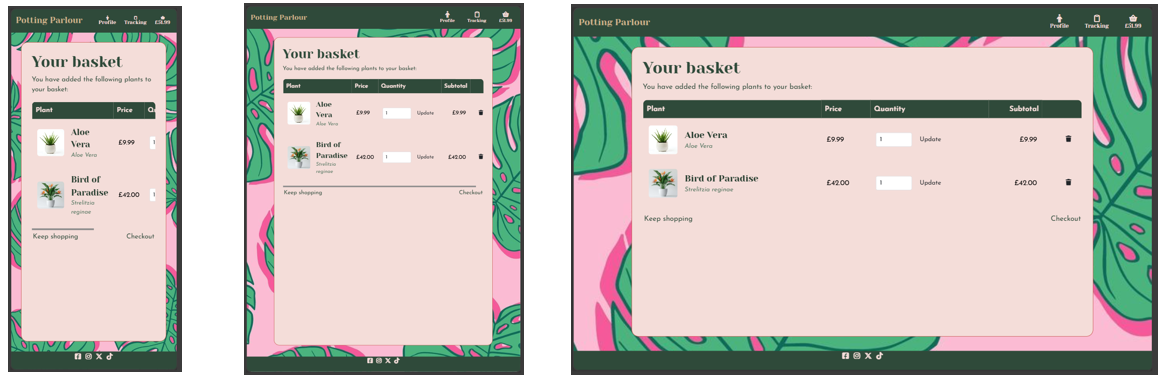 Potting Parlour
Profile Tracking £51.99
Your basket
You have added the following plants to
your basket:
Plant Price Qu
Aloe
Vera
Aloe Vera
£9.99 1
Bird of
Paradise
Strelitzia
reginae
£42.00 1
Keep shopping Checkout
Potting Parlour
Profile Tracking £51.99
Your basket
You have added the following plants to your basket:
Plant Price Quantity Subtotal
Aloe
Vera
Aloe Vera
£9.99 1 Update £9.99
Bird of
Paradise
Strelitzia
reginae
£42.00 1 Update £42.00
Keep shopping Checkout
Potting Parlour
Profile Tracking £51.99
Your basket
You have added the following plants to your basket:
Plant Price Quantity Subtotal
Aloe Vera
Aloe Vera
£9.99 1 Update £9.99
Bird of Paradise
Strelitzia reginae
£42.00 1 Update £42.00
Keep shopping Checkout